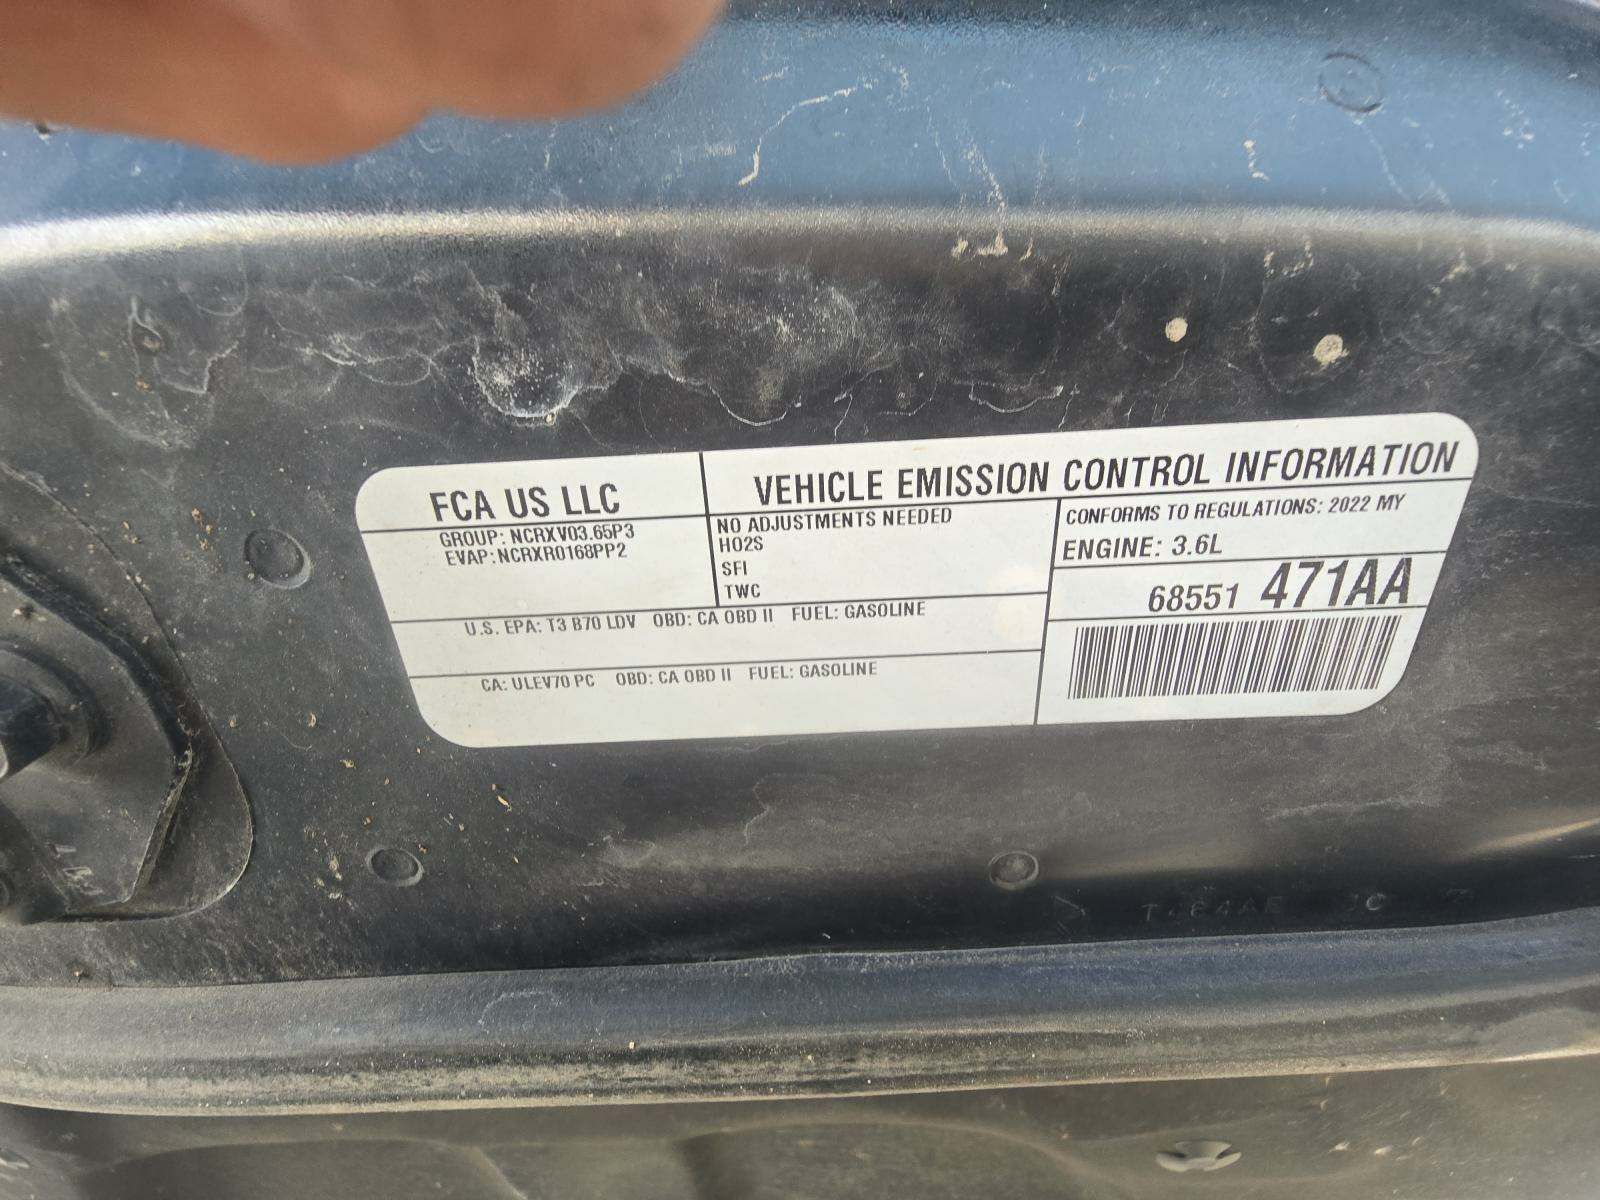 FCA US LLC
GROUP: NCRXV03.65P3
EVAP: NCRXR0168PP2
VEHICLE EMISSION CONTROL INFORMATION
NO ADJUSTMENTS NEEDED
HO2S
SFI
TWC
CONFORMS TO REGULATIONS: 2022 MY
ENGINE: 3.6L
68551 471AA
U.S. EPA: T3 B70 LDV OBD: CA OBD II FUEL: GASOLINE
CA: ULEV70 PC OBD: CA OBD II FUEL: GASOLINE